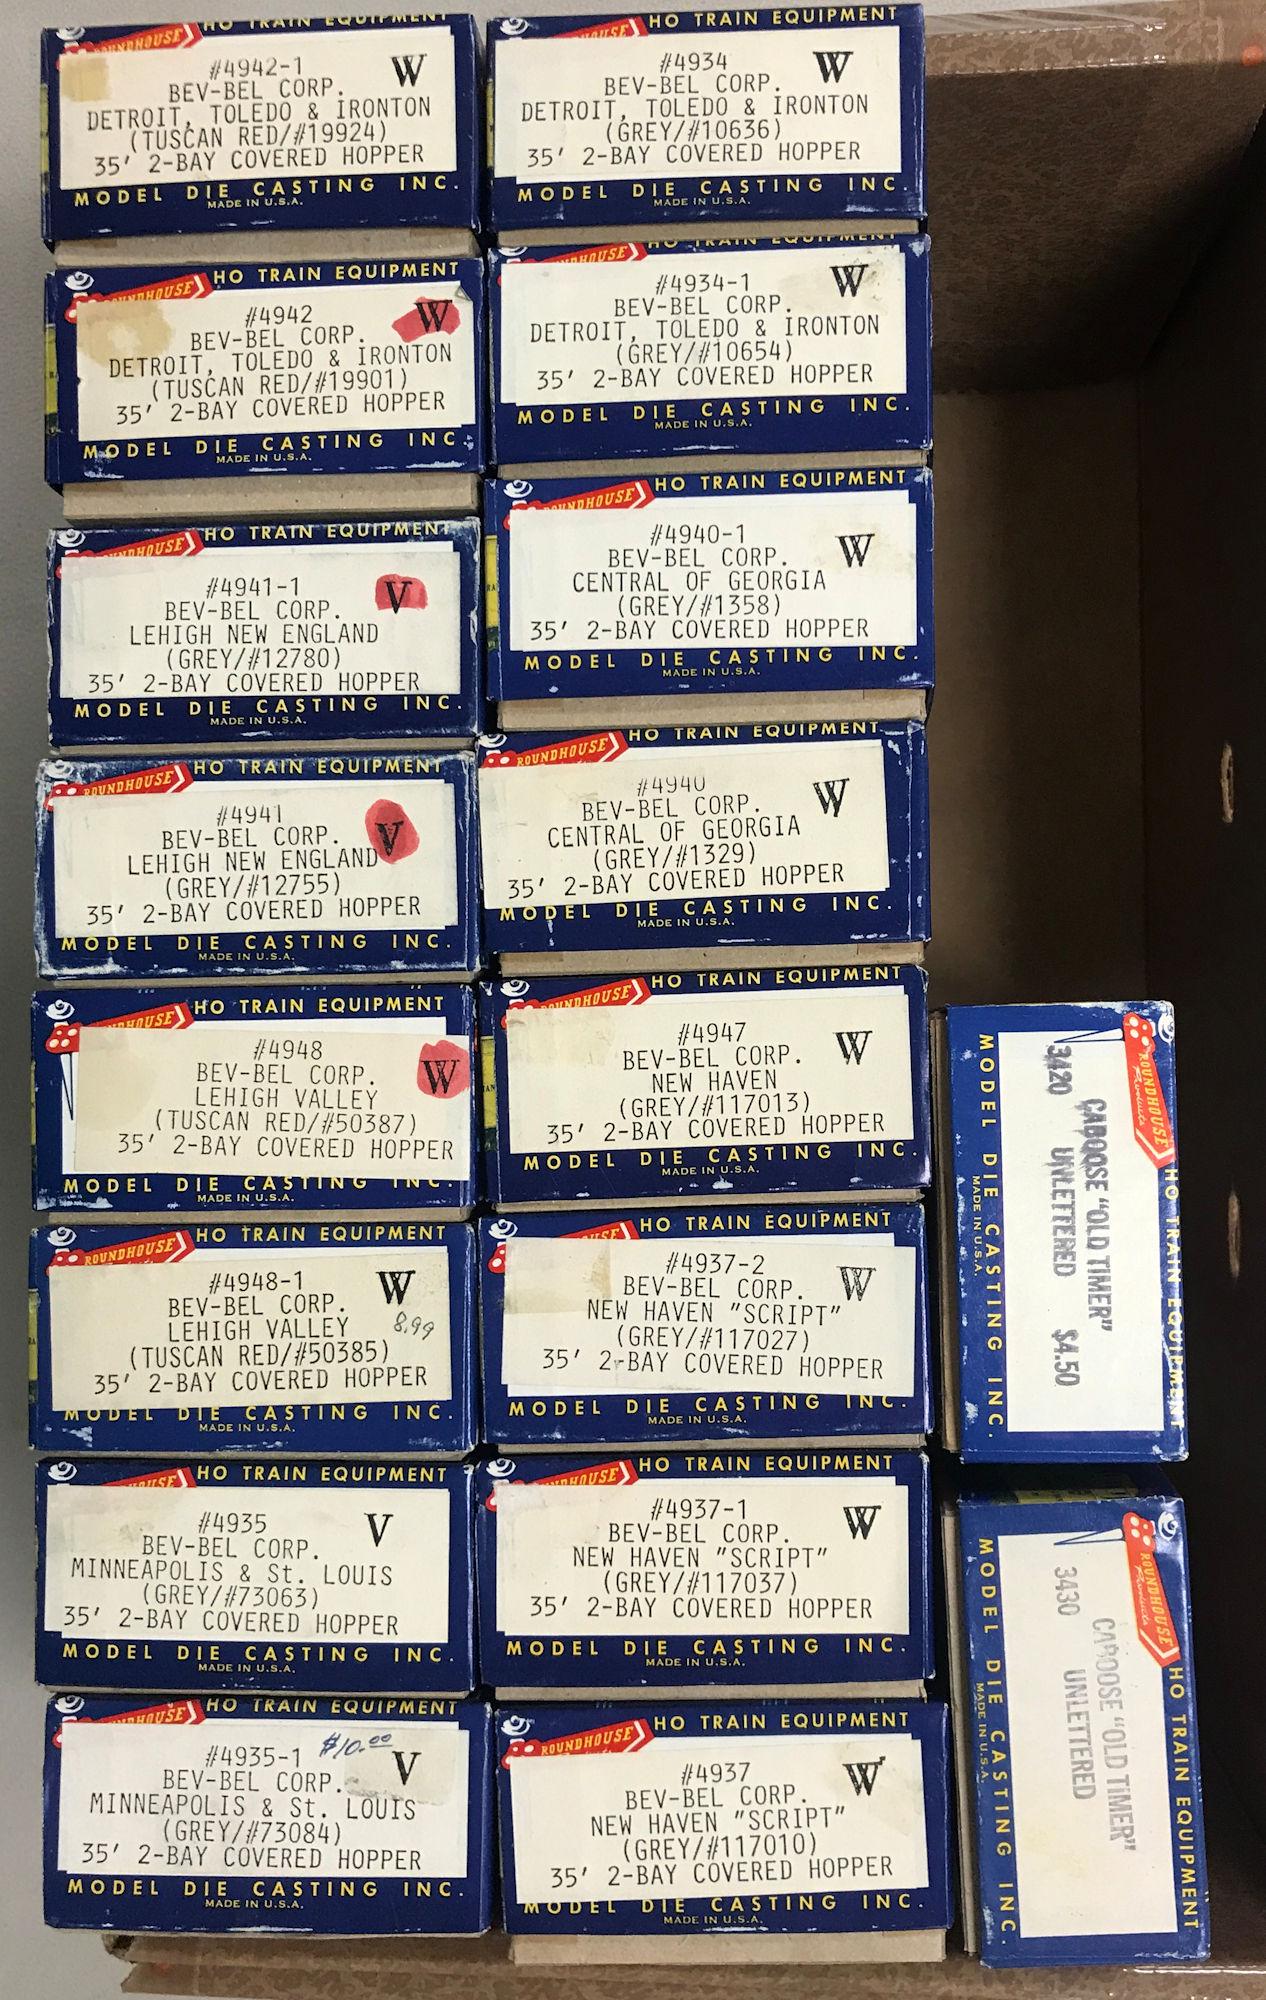 ROUNDHOUSE
HO TRAIN EQUIPMENT
#4942-1
W
BEV-BEL CORP.
DETROIT, TOLEDO & IRONTON
(TUSCAN RED/#19924)
35' 2-BAY COVERED HOPPER
MODEL DIE CASTING INC.
MADE IN U.S.A.
ROUNDHOUSE
HO TRAIN EQUIPMENT
#4942
W
BEV-BEL CORP.
DETROIT, TOLEDO & IRONTON
(TUSCAN RED/#19901)
35' 2-BAY COVERED HOPPER
MODEL DIE CASTING INC.
MADE IN U.S.A.
ROUNDHOUSE
HO TRAIN EQUIPMENT
#4941-1
V
BEV-BEL CORP.
LEHIGH NEW ENGLAND
(GREY/#12780)
35' 2-BAY COVERED HOPPER
MODEL DIE CASTING INC.
MADE IN U.S.A.
ROUNDHOUSE
HO TRAIN EQUIPMENT
#4941
V
BEV-BEL CORP.
LEHIGH NEW ENGLAND
(GREY/#12755)
35' 2-BAY COVERED HOPPER
MODEL DIE CASTING INC.
MADE IN U.S.A.
ROUNDHOUSE
HO TRAIN EQUIPMENT
#4948
W
BEV-BEL CORP.
LEHIGH VALLEY
(TUSCAN RED/#50387)
35' 2-BAY COVERED HOPPER
MODEL DIE CASTING INC.
MADE IN U.S.A.
ROUNDHOUSE
HO TRAIN EQUIPMENT
#4948-1
W
BEV-BEL CORP.
8.99
LEHIGH VALLEY
(TUSCAN RED/#50385)
35' 2-BAY COVERED HOPPER
MODEL DIE CASTING INC.
MADE IN U.S.A.
ROUNDHOUSE
HO TRAIN EQUIPMENT
#4935
V
BEV-BEL CORP.
MINNEAPOLIS & St. LOUIS
(GREY/#73063)
35' 2-BAY COVERED HOPPER
MODEL DIE CASTING INC.
MADE IN U.S.A.
ROUNDHOUSE
HO TRAIN EQUIPMENT
#4935-1
$10.00
V
BEV-BEL CORP.
MINNEAPOLIS & St. LOUIS
(GREY/#73084)
35' 2-BAY COVERED HOPPER
MODEL DIE CASTING INC.
MADE IN U.S.A.
ROUNDHOUSE
HO TRAIN EQUIPMENT
#4934
W
BEV-BEL CORP.
DETROIT, TOLEDO & IRONTON
(GREY/#10636)
35' 2-BAY COVERED HOPPER
MODEL DIE CASTING INC.
MADE IN U.S.A.
ROUNDHOUSE
HO TRAIN EQUIPMENT
#4934-1
W
BEV-BEL CORP.
DETROIT, TOLEDO & IRONTON
(GREY/#10654)
35' 2-BAY COVERED HOPPER
MODEL DIE CASTING INC.
MADE IN U.S.A.
ROUNDHOUSE
HO TRAIN EQUIPMENT
#4940-1
W
BEV-BEL CORP.
CENTRAL OF GEORGIA
(GREY/#1358)
35' 2-BAY COVERED HOPPER
MODEL DIE CASTING INC.
MADE IN U.S.A.
ROUNDHOUSE
HO TRAIN EQUIPMENT
#4940
W
BEV-BEL CORP.
CENTRAL OF GEORGIA
(GREY/#1329)
35' 2-BAY COVERED HOPPER
MODEL DIE CASTING INC.
MADE IN U.S.A.
ROUNDHOUSE
HO TRAIN EQUIPMENT
#4947
W
BEV-BEL CORP.
NEW HAVEN
(GREY/#117013)
35' 2-BAY COVERED HOPPER
MODEL DIE CASTING INC.
MADE IN U.S.A.
ROUNDHOUSE
HO TRAIN EQUIPMENT
#4937-2
W
BEV-BEL CORP.
NEW HAVEN "SCRIPT"
(GREY/#117027)
35' 2-BAY COVERED HOPPER
MODEL DIE CASTING INC.
MADE IN U.S.A.
ROUNDHOUSE
HO TRAIN EQUIPMENT
#4937-1
W
BEV-BEL CORP.
NEW HAVEN "SCRIPT"
(GREY/#117037)
35' 2-BAY COVERED HOPPER
MODEL DIE CASTING INC.
MADE IN U.S.A.
ROUNDHOUSE
HO TRAIN EQUIPMENT
#4937
W
BEV-BEL CORP.
NEW HAVEN "SCRIPT"
(GREY/#117010)
35' 2-BAY COVERED HOPPER
MODEL DIE CASTING INC.
MADE IN U.S.A.
ROUNDHOUSE
Products
HO TRAIN EQUIPMENT
CABOOSE "OLD TIMER"
3420 UNLETTERED $4.50
MODEL DIE CASTING INC.
MADE IN U.S.A.
ROUNDHOUSE
Products
HO TRAIN EQUIPMENT
CABOOSE "OLD TIMER"
3430 UNLETTERED
MODEL DIE CASTING INC.
MADE IN U.S.A.